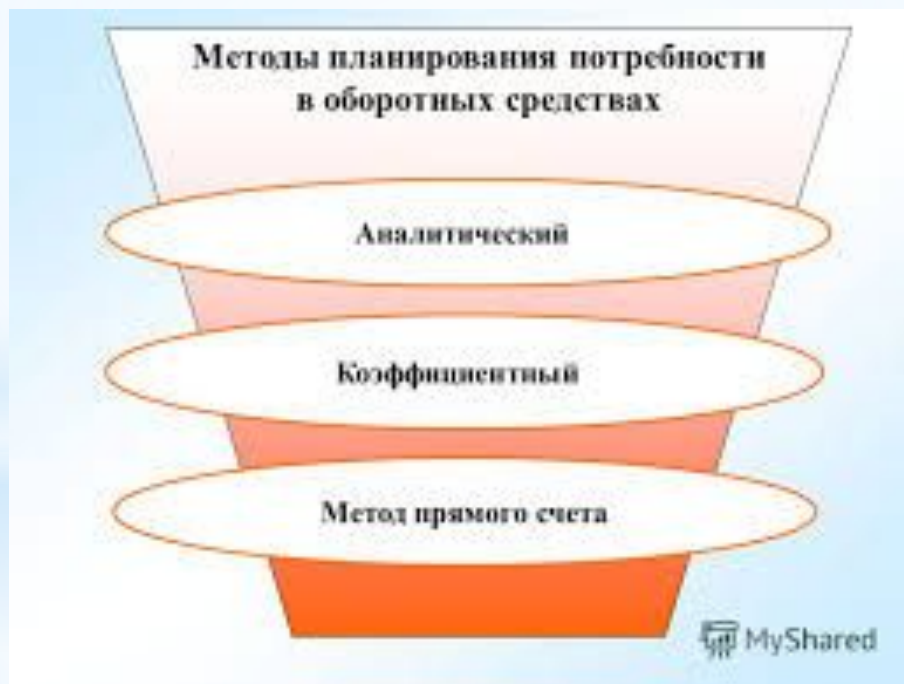 Методы планирования потребности
в оборотных средствах
Аналитический
Коэффициентный
Метод прямого счета
MyShared